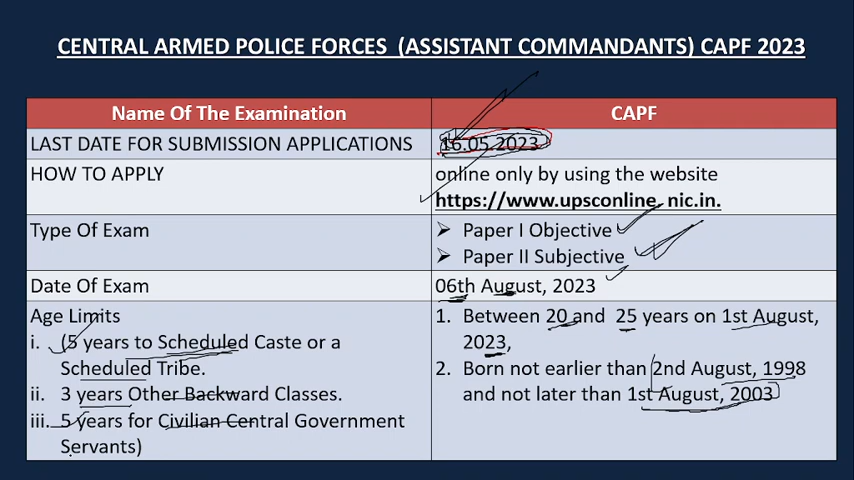 CENTRAL ARMED POLICE FORCES (ASSISTANT COMMANDANTS) CAPF 2023
Name Of The Examination
CAPF
LAST DATE FOR SUBMISSION APPLICATIONS
16.05.2023
HOW TO APPLY
online only by using the website
https://www.upsconline. nic.in.
Type Of Exam
➤ Paper I Objective
➤ Paper II Subjective
Date Of Exam
06th August, 2023
Age Limits
i. (5 years to Scheduled Caste or a
Scheduled Tribe.
ii. 3 years Other Backward Classes.
iii. 5 years for Civilian Central Government
Servants)
1. Between 20 and 25 years on 1st August,
2023,
2. Born not earlier than 2nd August, 1998
and not later than 1st August, 2003